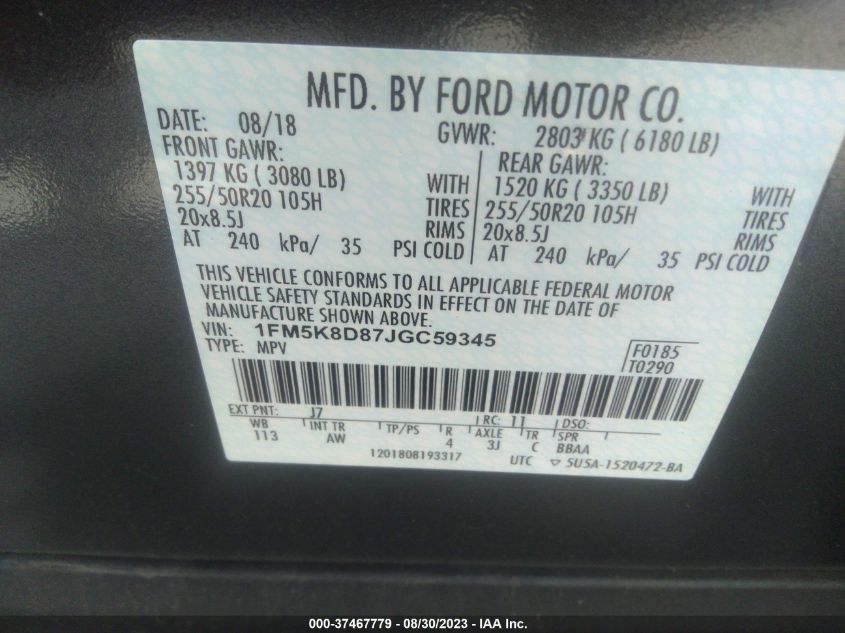 MFD. BY FORD MOTOR CO.
DATE: 08/18 GVWR: 2803 KG ( 6180 LB)
FRONT GAWR: REAR GAWR:
1397 KG ( 3080 LB) WITH 1520 KG ( 3350 LB) WITH
255/50R20 105H TIRES 255/50R20 105H TIRES
20x8.5J RIMS 20x8.5J RIMS
AT 240 kPa/ 35 PSI COLD AT 240 kPa/ 35 PSI COLD
THIS VEHICLE CONFORMS TO ALL APPLICABLE FEDERAL MOTOR
VEHICLE SAFETY STANDARDS IN EFFECT ON THE DATE OF
MANUFACTURE SHOWN ABOVE.
VIN: 1FM5K8D87JGC59345
TYPE: MPV
F0185
T0290
EXT PNT: J7 RC: 11 DSO:
WB INT TR TP/PS R AXLE TR SPR
113 AW 4 3J C BBAA
1201808193317 UTC ▽ 5U5A-1520472-BA
000-37467779 - 08/30/2023 - IAA Inc.